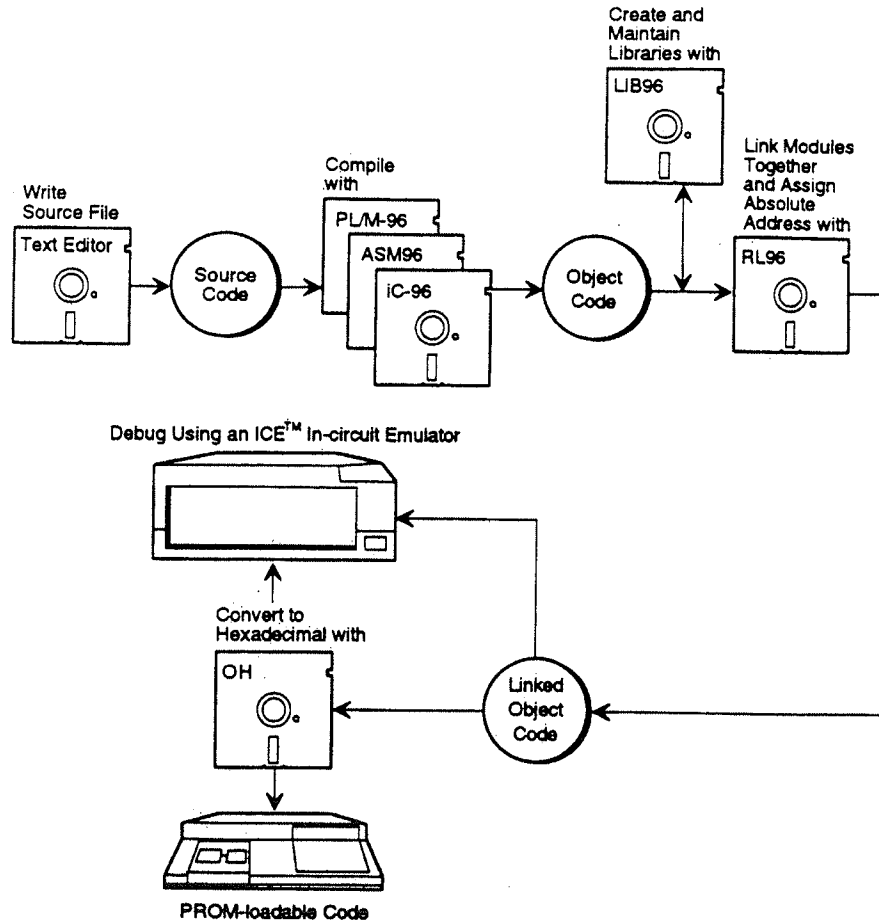 Create and
Maintain
Libraries with
LIB96
Link Modules
Together
and Assign
Absolute
Address with
RL96
Compile
with
PL/M-96
ASM96
iC-96
Write
Source File
Text Editor
Source
Code
Object
Code
Debug Using an ICE™ In-circuit Emulator
Convert to
Hexadecimal with
OH
Linked
Object
Code
PROM-loadable Code